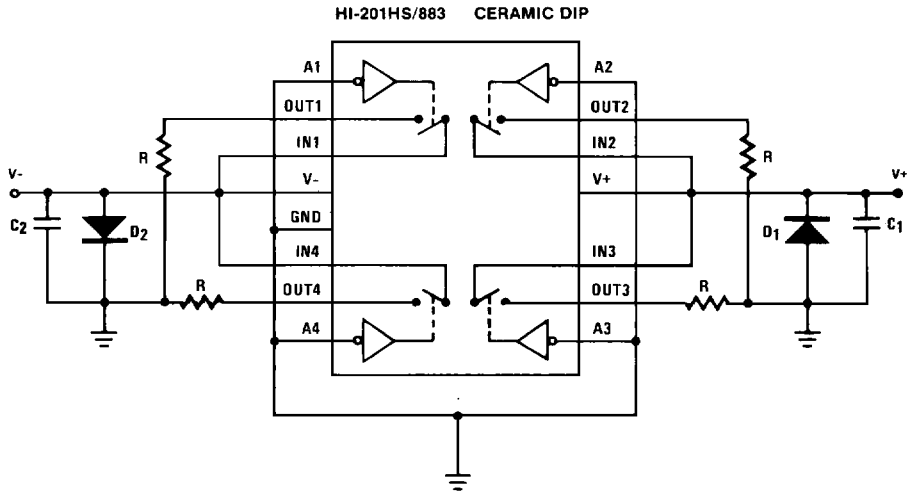 HI-201HS/883 CERAMIC DIP
A1 A2
OUT1 OUT2
R IN1 IN2 R
V- V- V+ V+
C2 D2 GND D1 C1
IN4 IN3
R OUT4 OUT3 R
A4 A3